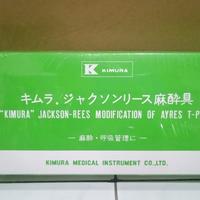 K
KIMURA
キムラ.ジャクソンリース麻酔具
"KIMURA" JACKSON-REES MODIFICATION OF AYRES T-P
― 麻酔・呼吸管理に ―
KIMURA MEDICAL INSTRUMENT CO.,LTD.